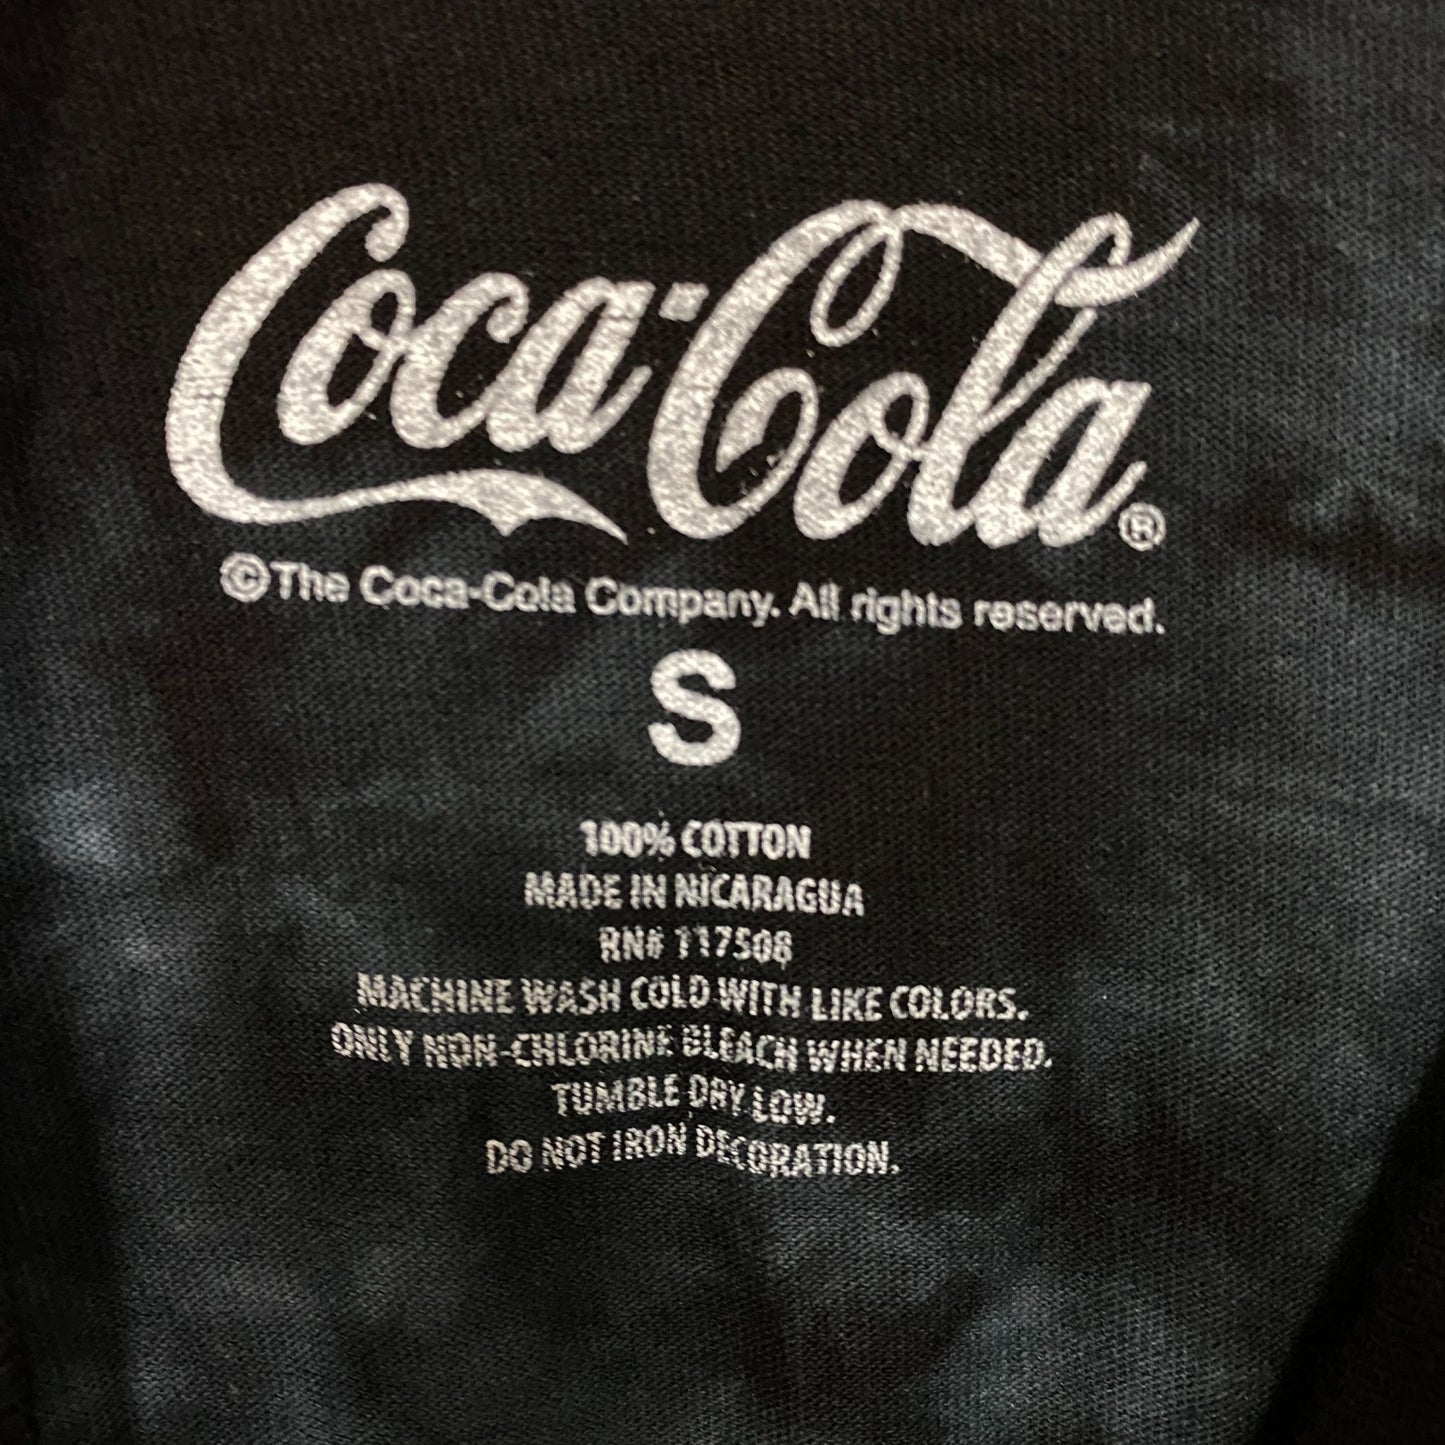 Coca-Cola®
©The Coca-Cola Company. All rights reserved.
S
100% COTTON
MADE IN NICARAGUA
RN# 117508
MACHINE WASH COLD WITH LIKE COLORS.
ONLY NON-CHLORINE BLEACH WHEN NEEDED.
TUMBLE DRY LOW.
DO NOT IRON DECORATION.